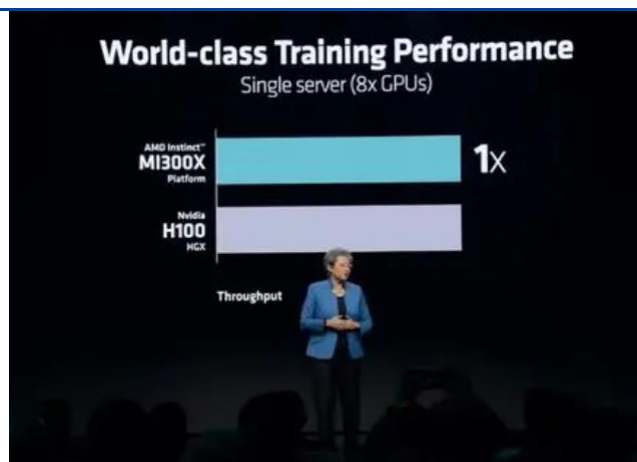 World-class Training Performance
Single server (8x GPUs)
AMD Instinct™
MI300X
Platform
1x
Nvidia
H100
HGX
Throughput